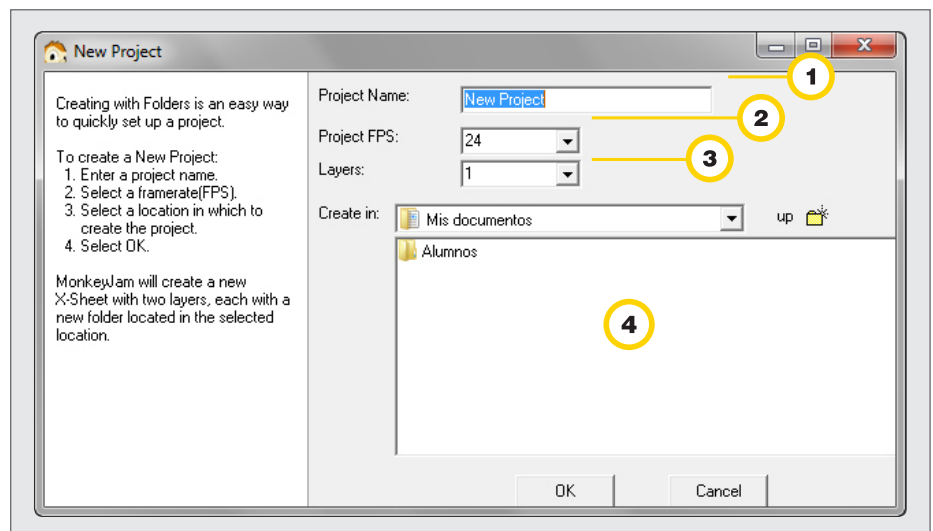 New Project
Creating with Folders is an easy way
to quickly set up a project.
To create a New Project:
1. Enter a project name.
2. Select a framerate(FPS).
3. Select a location in which to
create the project.
4. Select OK.
MonkeyJam will create a new
X-Sheet with two layers, each with a
new folder located in the selected
location.
Project Name: New Project
1
Project FPS: 24
2
Layers: 1
3
Create in: Mis documentos up
Alumnos
4
OK Cancel